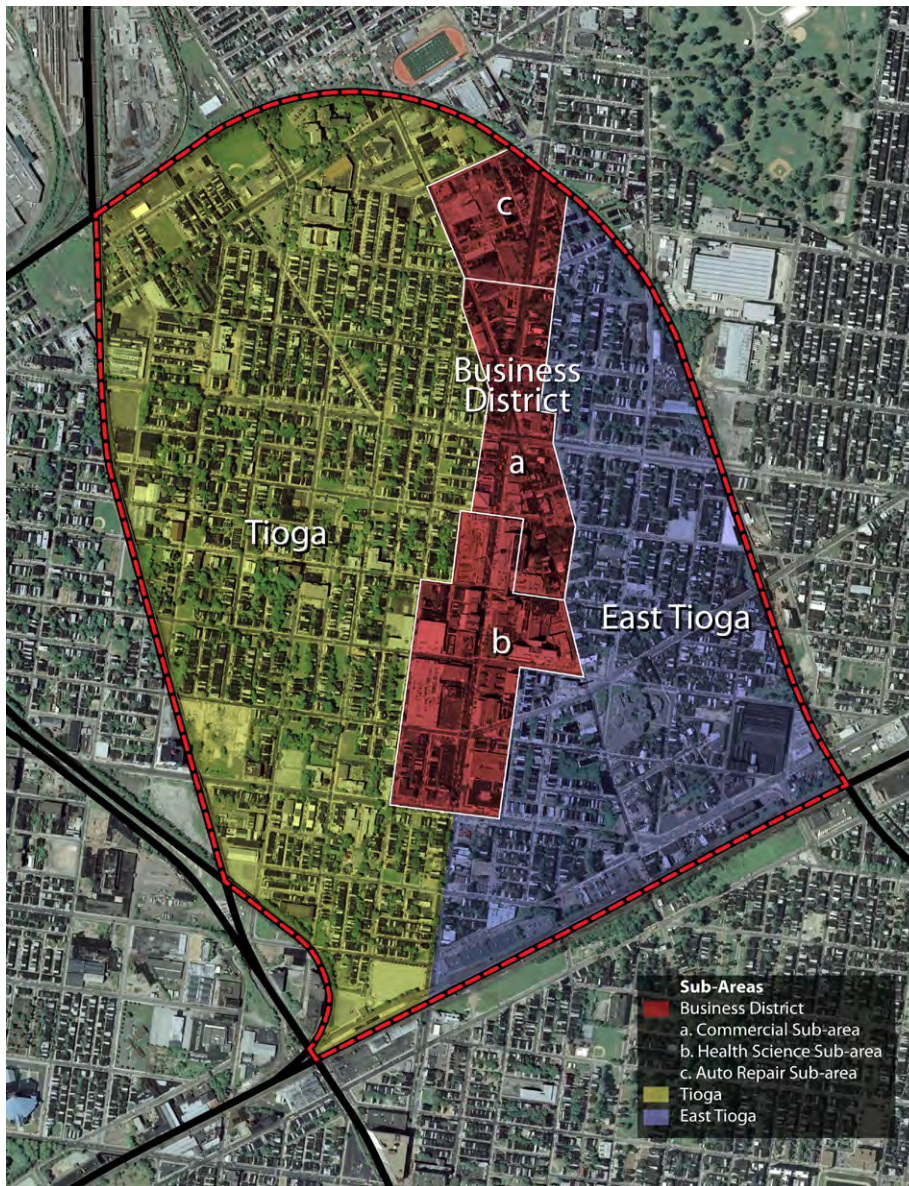 c
Business
District
a
Tioga
b
East Tioga
Sub-Areas
Business District
a. Commercial Sub-area
b. Health Science Sub-area
c. Auto Repair Sub-area
Tioga
East Tioga